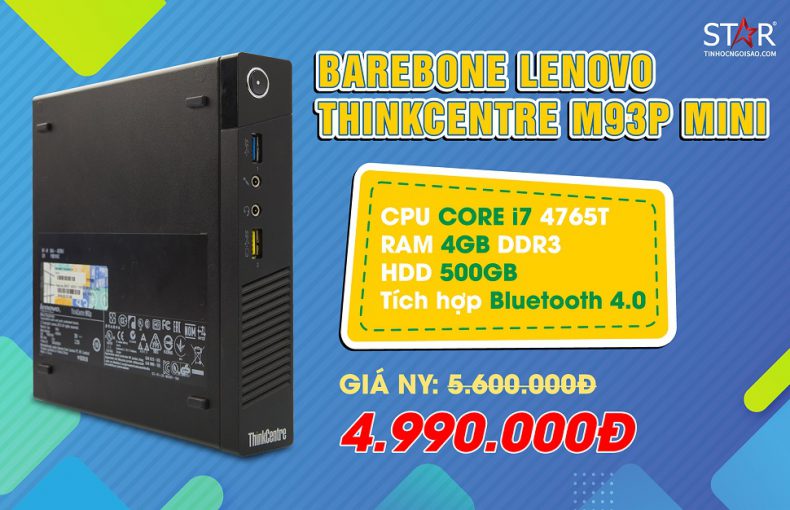 STAR
TINHOCNGOISAO.COM
BAREBONE LENOVO
THINKCENTRE M93P MINI
CPU CORE i7 4765T
RAM 4GB DDR3
HDD 500GB
Tích hợp Bluetooth 4.0
GIÁ NY: 5.600.000Đ
4.990.000Đ
ThinkCentre